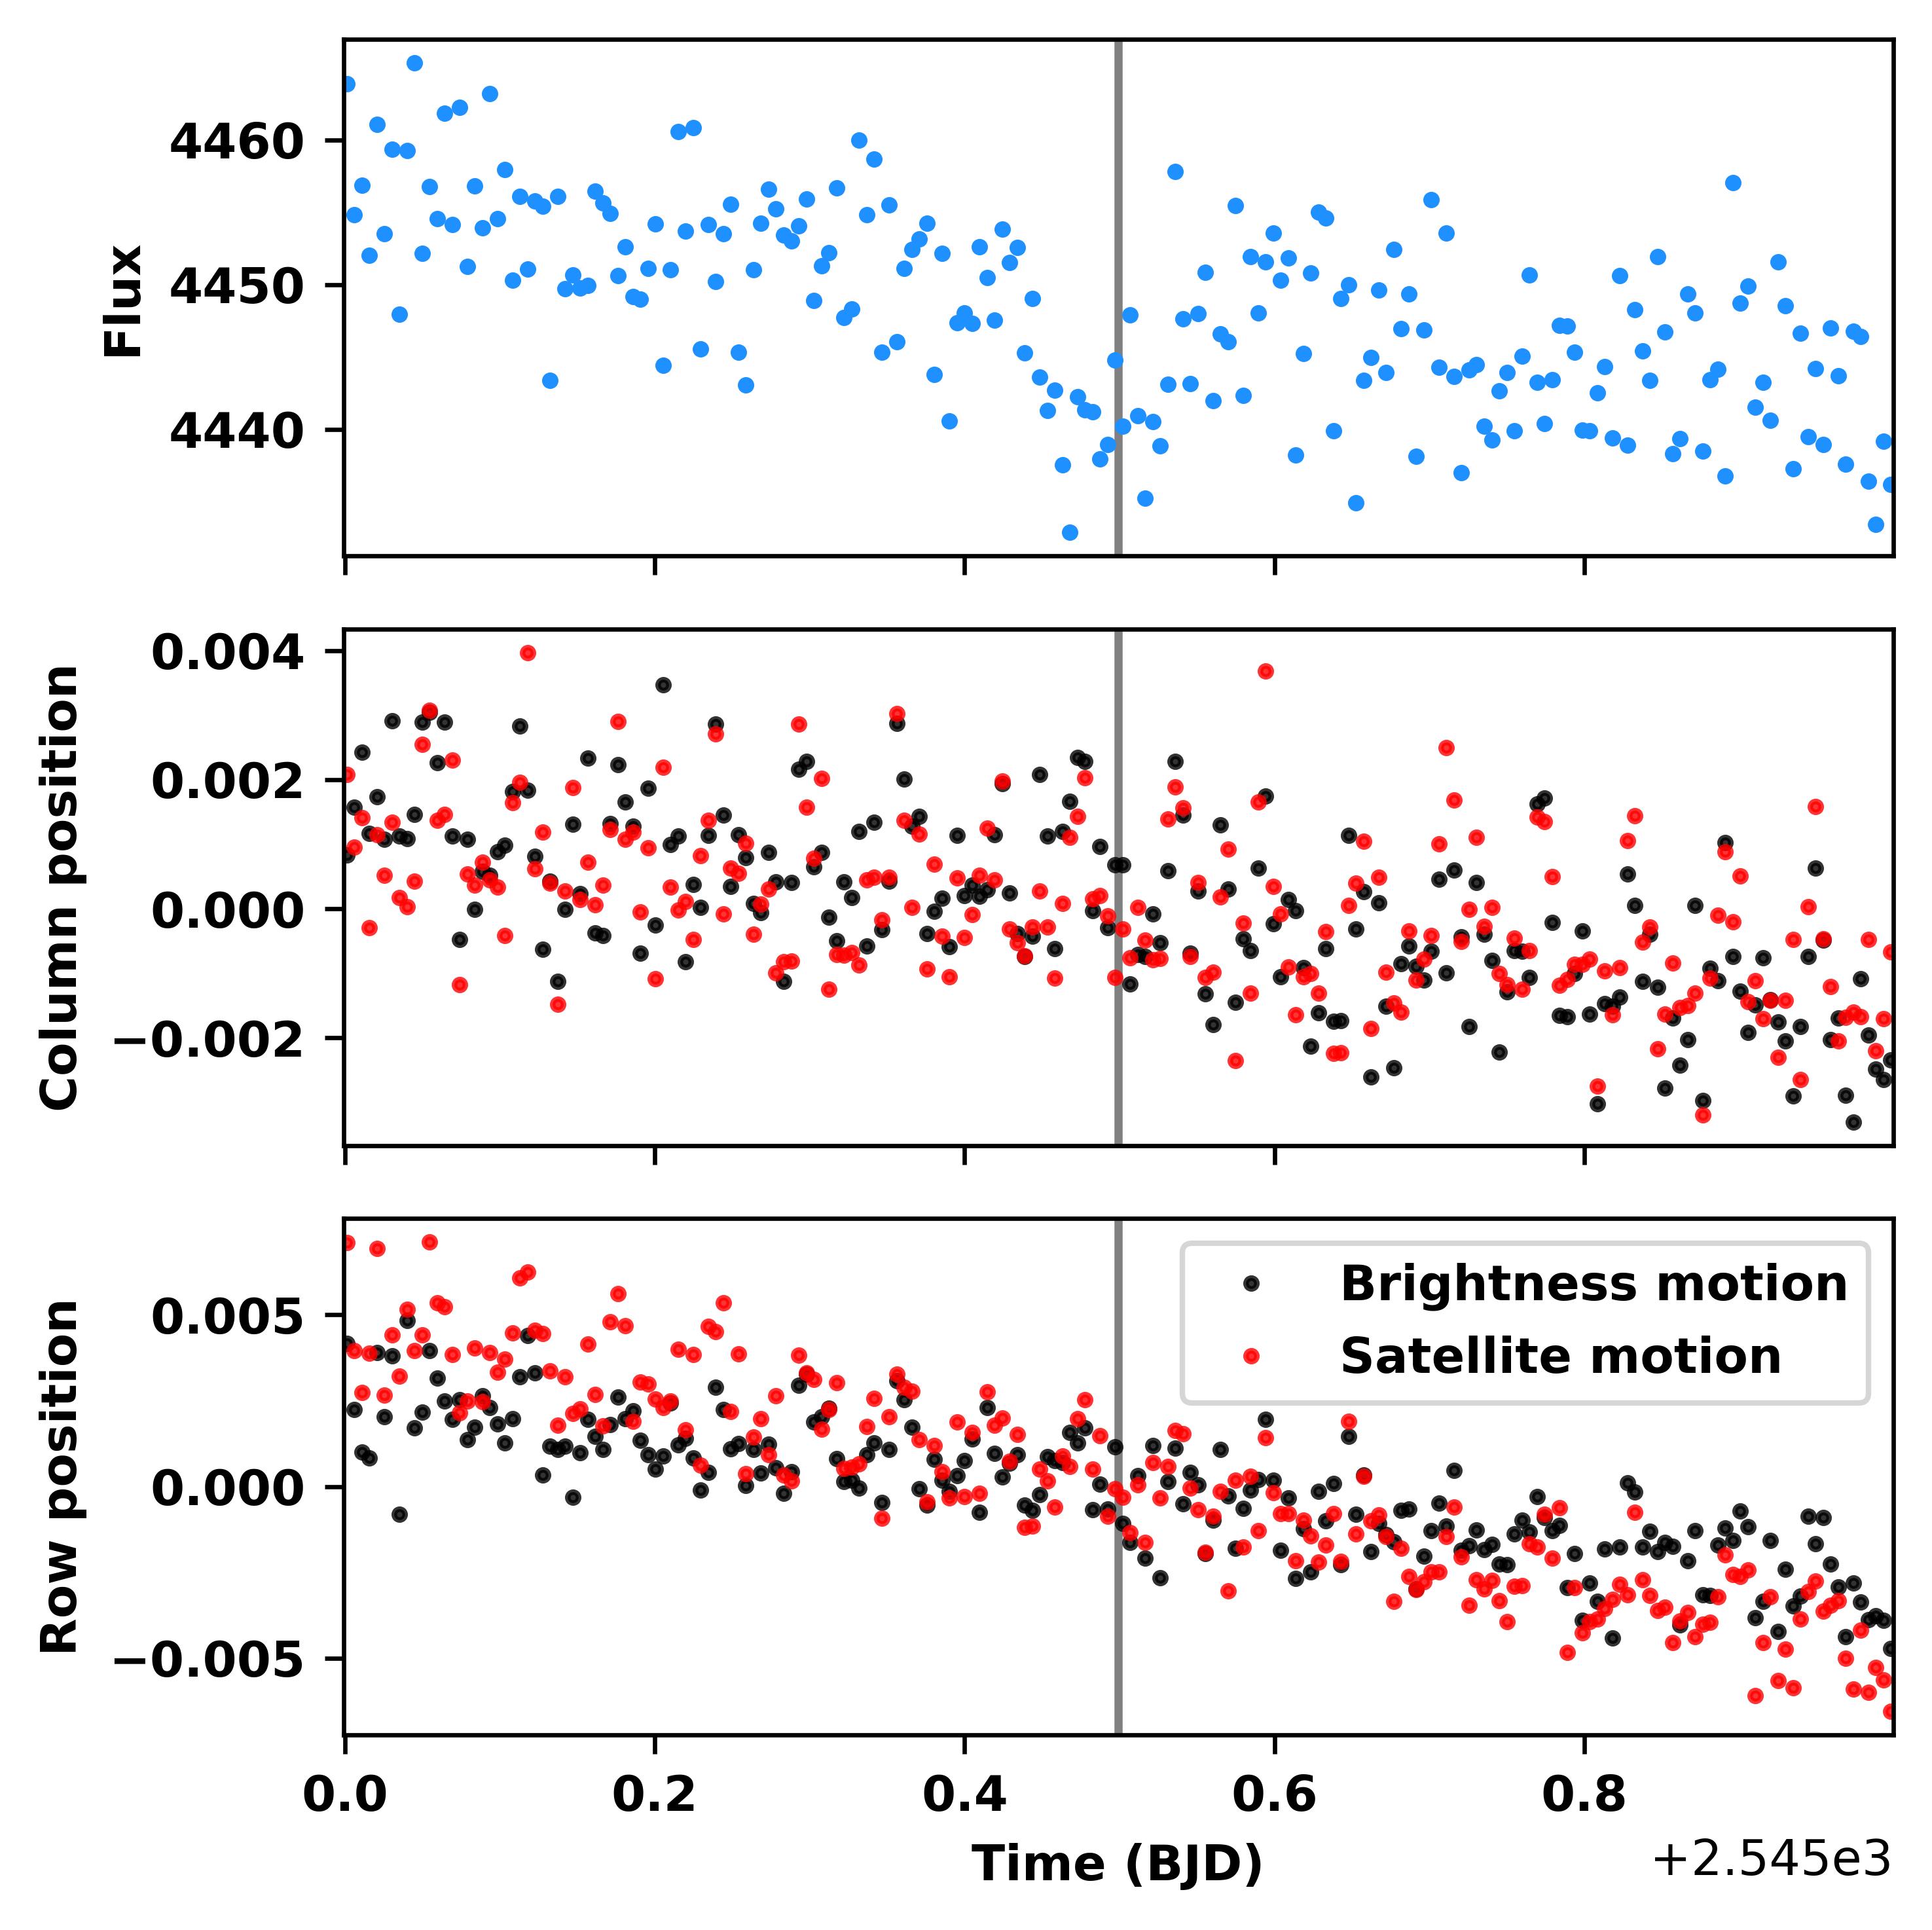 Flux
4460
4450
4440
Column position
0.004
0.002
0.000
−0.002
Row position
0.005
0.000
−0.005
Brightness motion
Satellite motion
0.0 0.2 0.4 0.6 0.8
Time (BJD)
+2.545e3